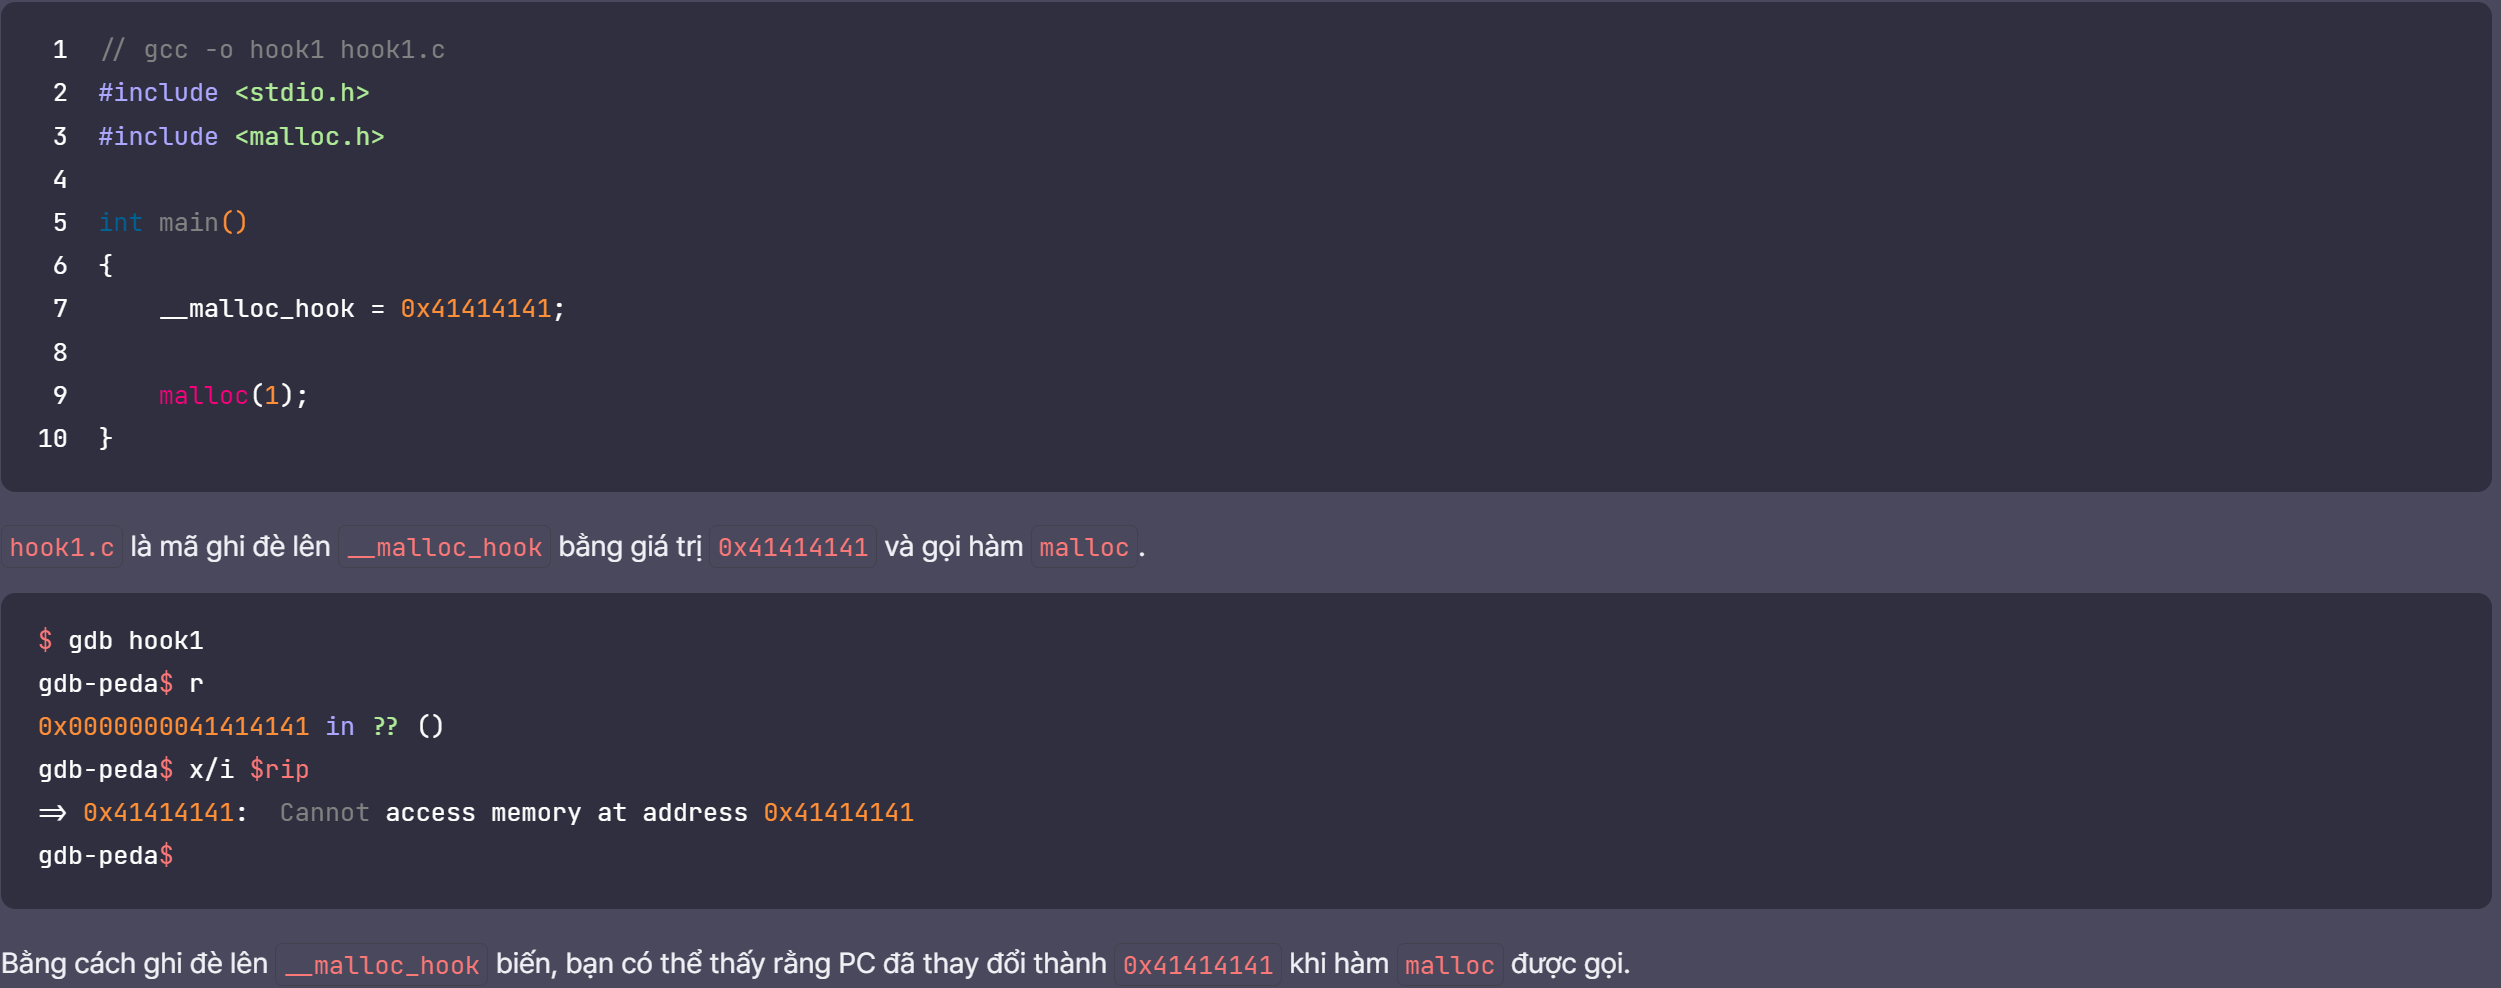 1 // gcc -o hook1 hook1.c
2 #include <stdio.h>
3 #include <malloc.h>
4
5 int main()
6 {
7     __malloc_hook = 0x41414141;
8
9     malloc(1);
10 }
hook1.c là mã ghi đè lên __malloc_hook bằng giá trị 0x41414141 và gọi hàm malloc.
$ gdb hook1
gdb-peda$ r
0x0000000041414141 in ?? ()
gdb-peda$ x/i $rip
=> 0x41414141:  Cannot access memory at address 0x41414141
gdb-peda$
Bằng cách ghi đè lên __malloc_hook biến, bạn có thể thấy rằng PC đã thay đổi thành 0x41414141 khi hàm malloc được gọi.